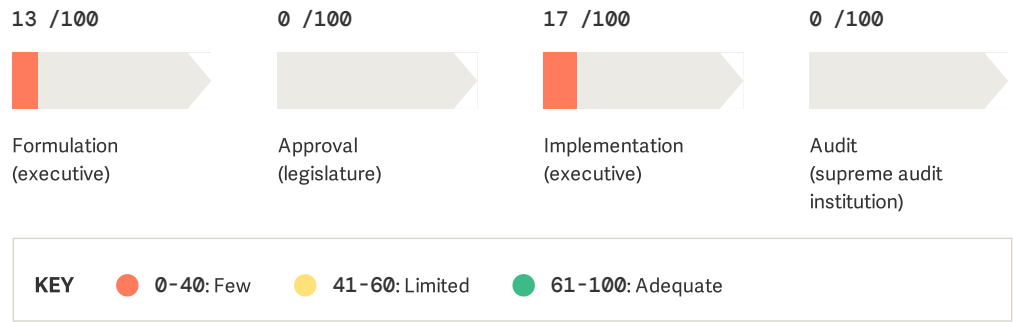 13 /100
0 /100
17 /100
0 /100
Formulation
(executive)
Approval
(legislature)
Implementation
(executive)
Audit
(supreme audit
institution)
KEY
0-40: Few
41-60: Limited
61-100: Adequate